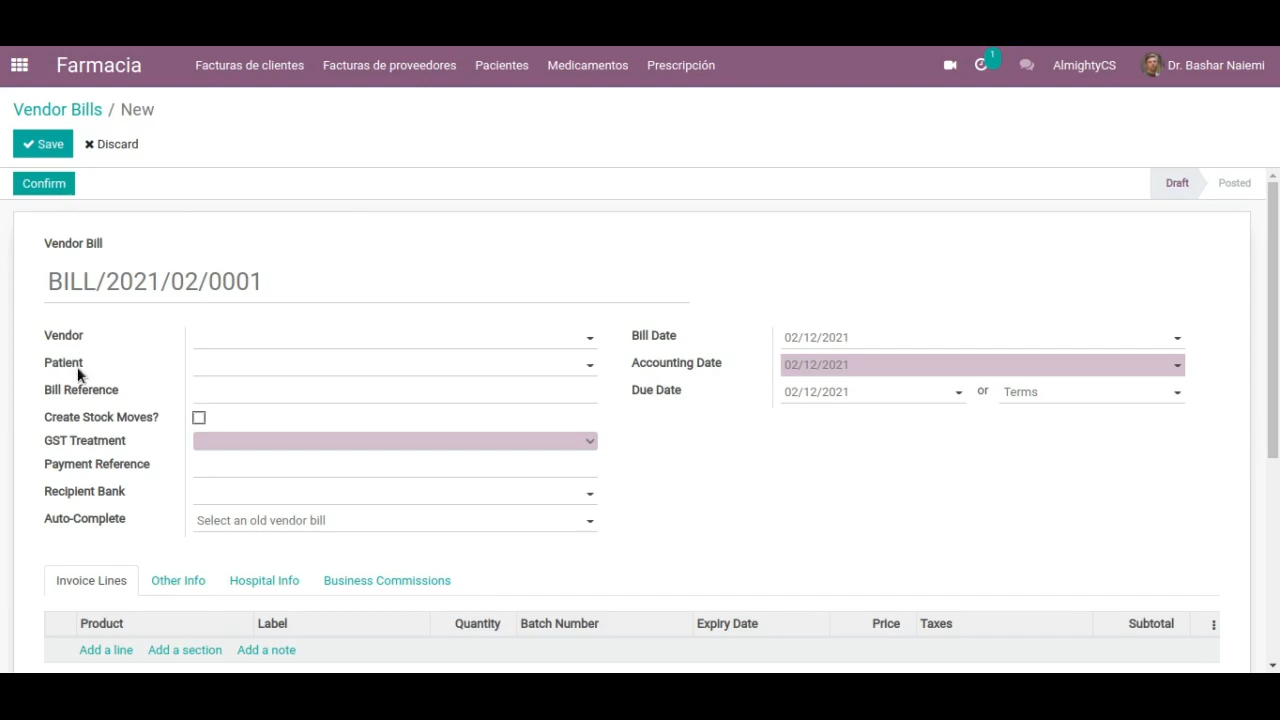 Farmacia Facturas de clientes Facturas de proveedores Pacientes Medicamentos Prescripción 1 AlmightyCS Dr. Bashar Naiemi
Vendor Bills / New
Save Discard
Confirm Draft Posted
Vendor Bill
BILL/2021/02/0001
Vendor Bill Date 02/12/2021
Patient Accounting Date 02/12/2021
Bill Reference Due Date 02/12/2021 or Terms
Create Stock Moves?
GST Treatment
Payment Reference
Recipient Bank
Auto-Complete Select an old vendor bill
Invoice Lines Other Info Hospital Info Business Commissions
Product Label Quantity Batch Number Expiry Date Price Taxes Subtotal
Add a line Add a section Add a note